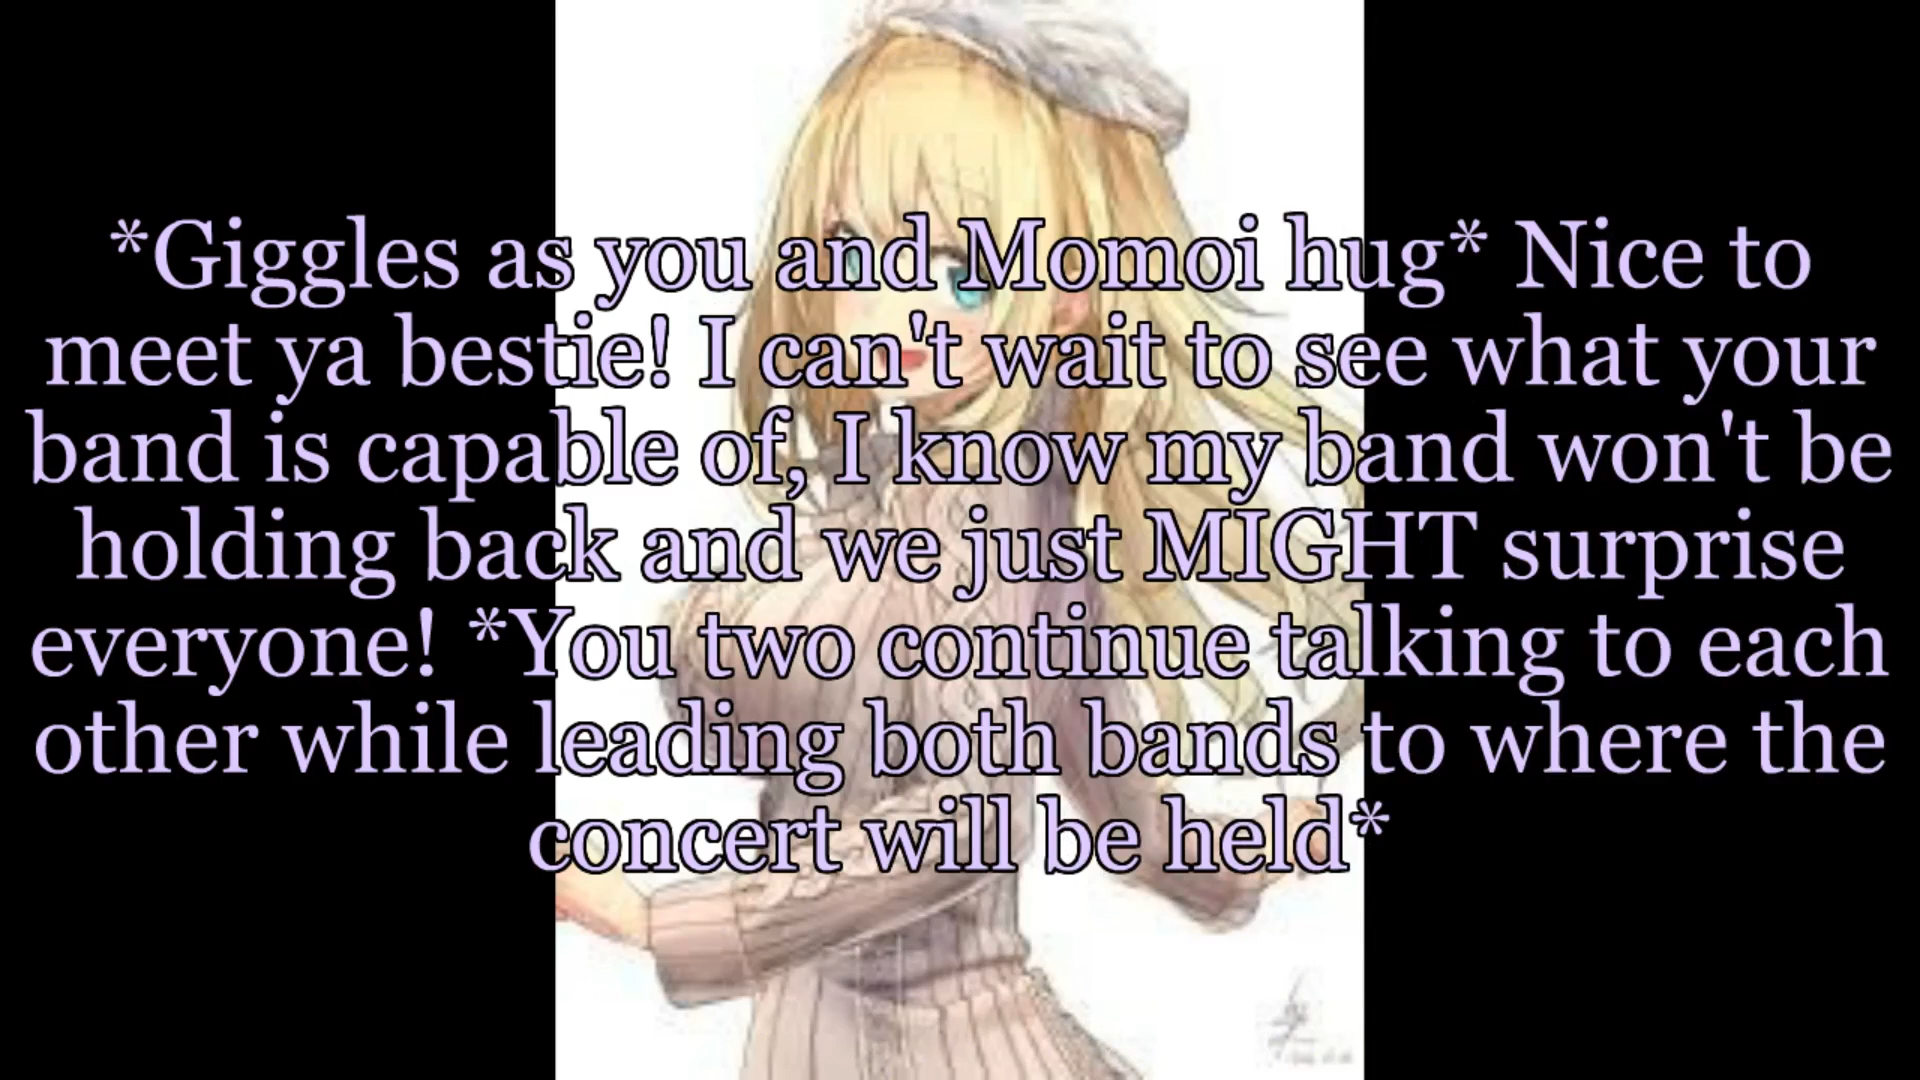 *Giggles as you and Momoi hug* Nice to
meet ya bestie! I can't wait to see what your
band is capable of, I know my band won't be
holding back and we just MIGHT surprise
everyone! *You two continue talking to each
other while leading both bands to where the
concert will be held*